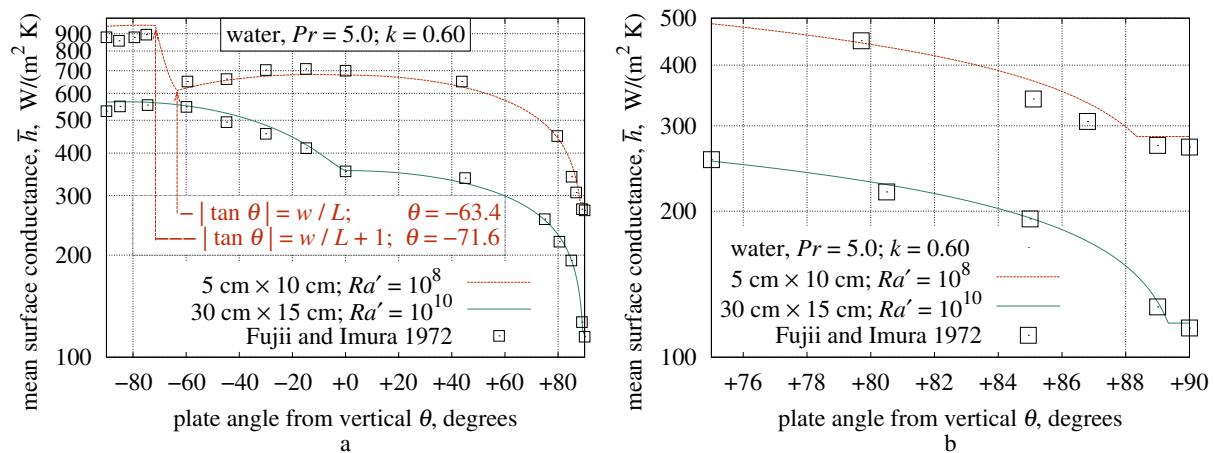 mean surface conductance, h̅, W/(m² K)
900
800
700
600
500
400
300
200
100
water, Pr = 5.0; k = 0.60
| tan θ | = w / L; θ = −63.4
| tan θ | = w / L + 1; θ = −71.6
5 cm × 10 cm; Ra′ = 10⁸
30 cm × 15 cm; Ra′ = 10¹⁰
Fujii and Imura 1972
−80 −60 −40 −20 +0 +20 +40 +60 +80
plate angle from vertical θ, degrees
a
mean surface conductance, h̅, W/(m² K)
500
400
300
200
100
water, Pr = 5.0; k = 0.60
5 cm × 10 cm; Ra′ = 10⁸
30 cm × 15 cm; Ra′ = 10¹⁰
Fujii and Imura 1972
+76 +78 +80 +82 +84 +86 +88 +90
plate angle from vertical θ, degrees
b